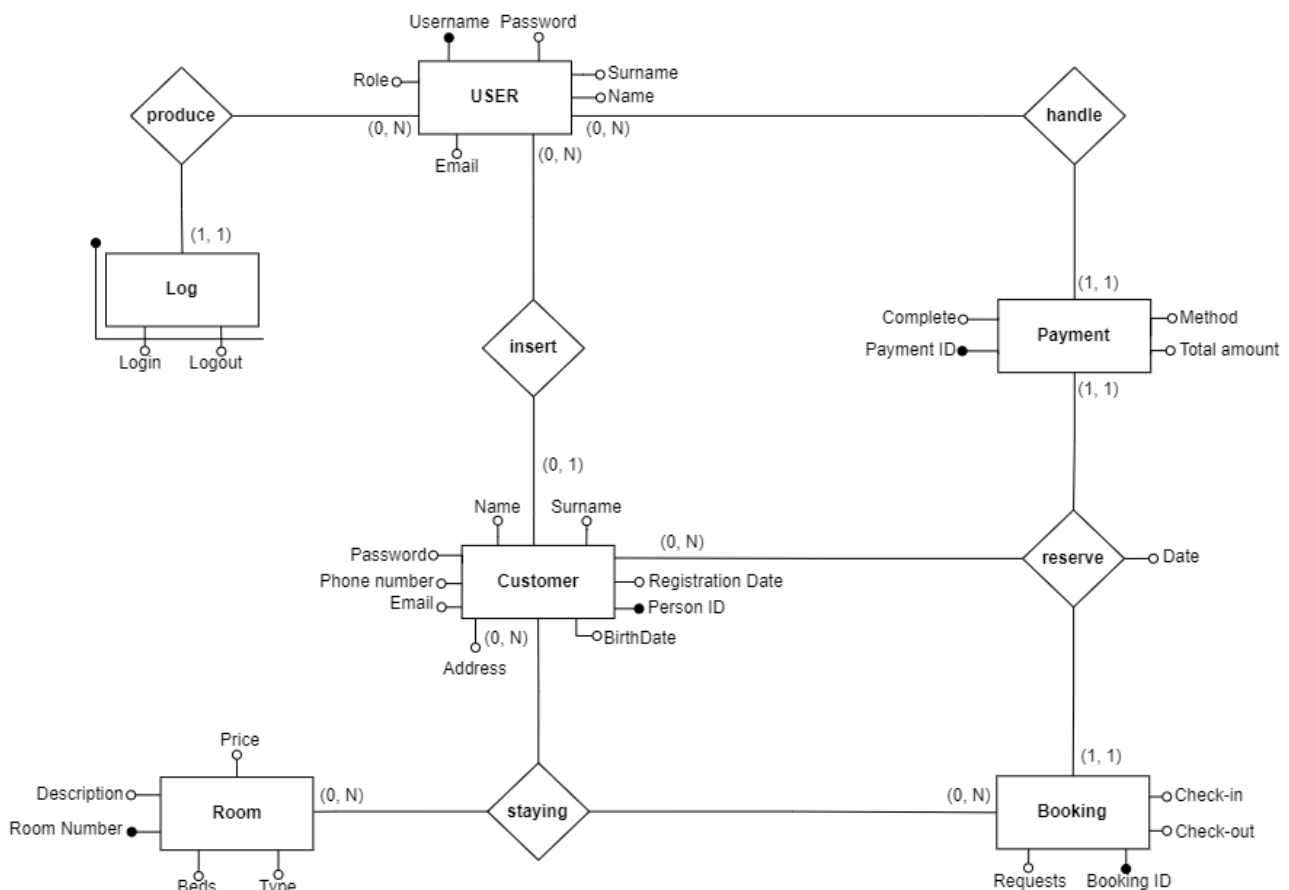 Username Password
Role
USER
Surname
Name
produce
handle
(0, N)
(0, N)
(0, N)
Email
(1, 1)
Log
Login
Logout
(1, 1)
Complete
Payment ID
Payment
Method
Total amount
(1, 1)
insert
(0, 1)
Name
Surname
Password
Phone number
Email
Customer
Registration Date
Person ID
BirthDate
(0, N)
Address
(0, N)
reserve
Date
Price
Description
Room Number
Room
(0, N)
Beds
Type
staying
(0, N)
(1, 1)
Booking
Check-in
Check-out
Requests
Booking ID